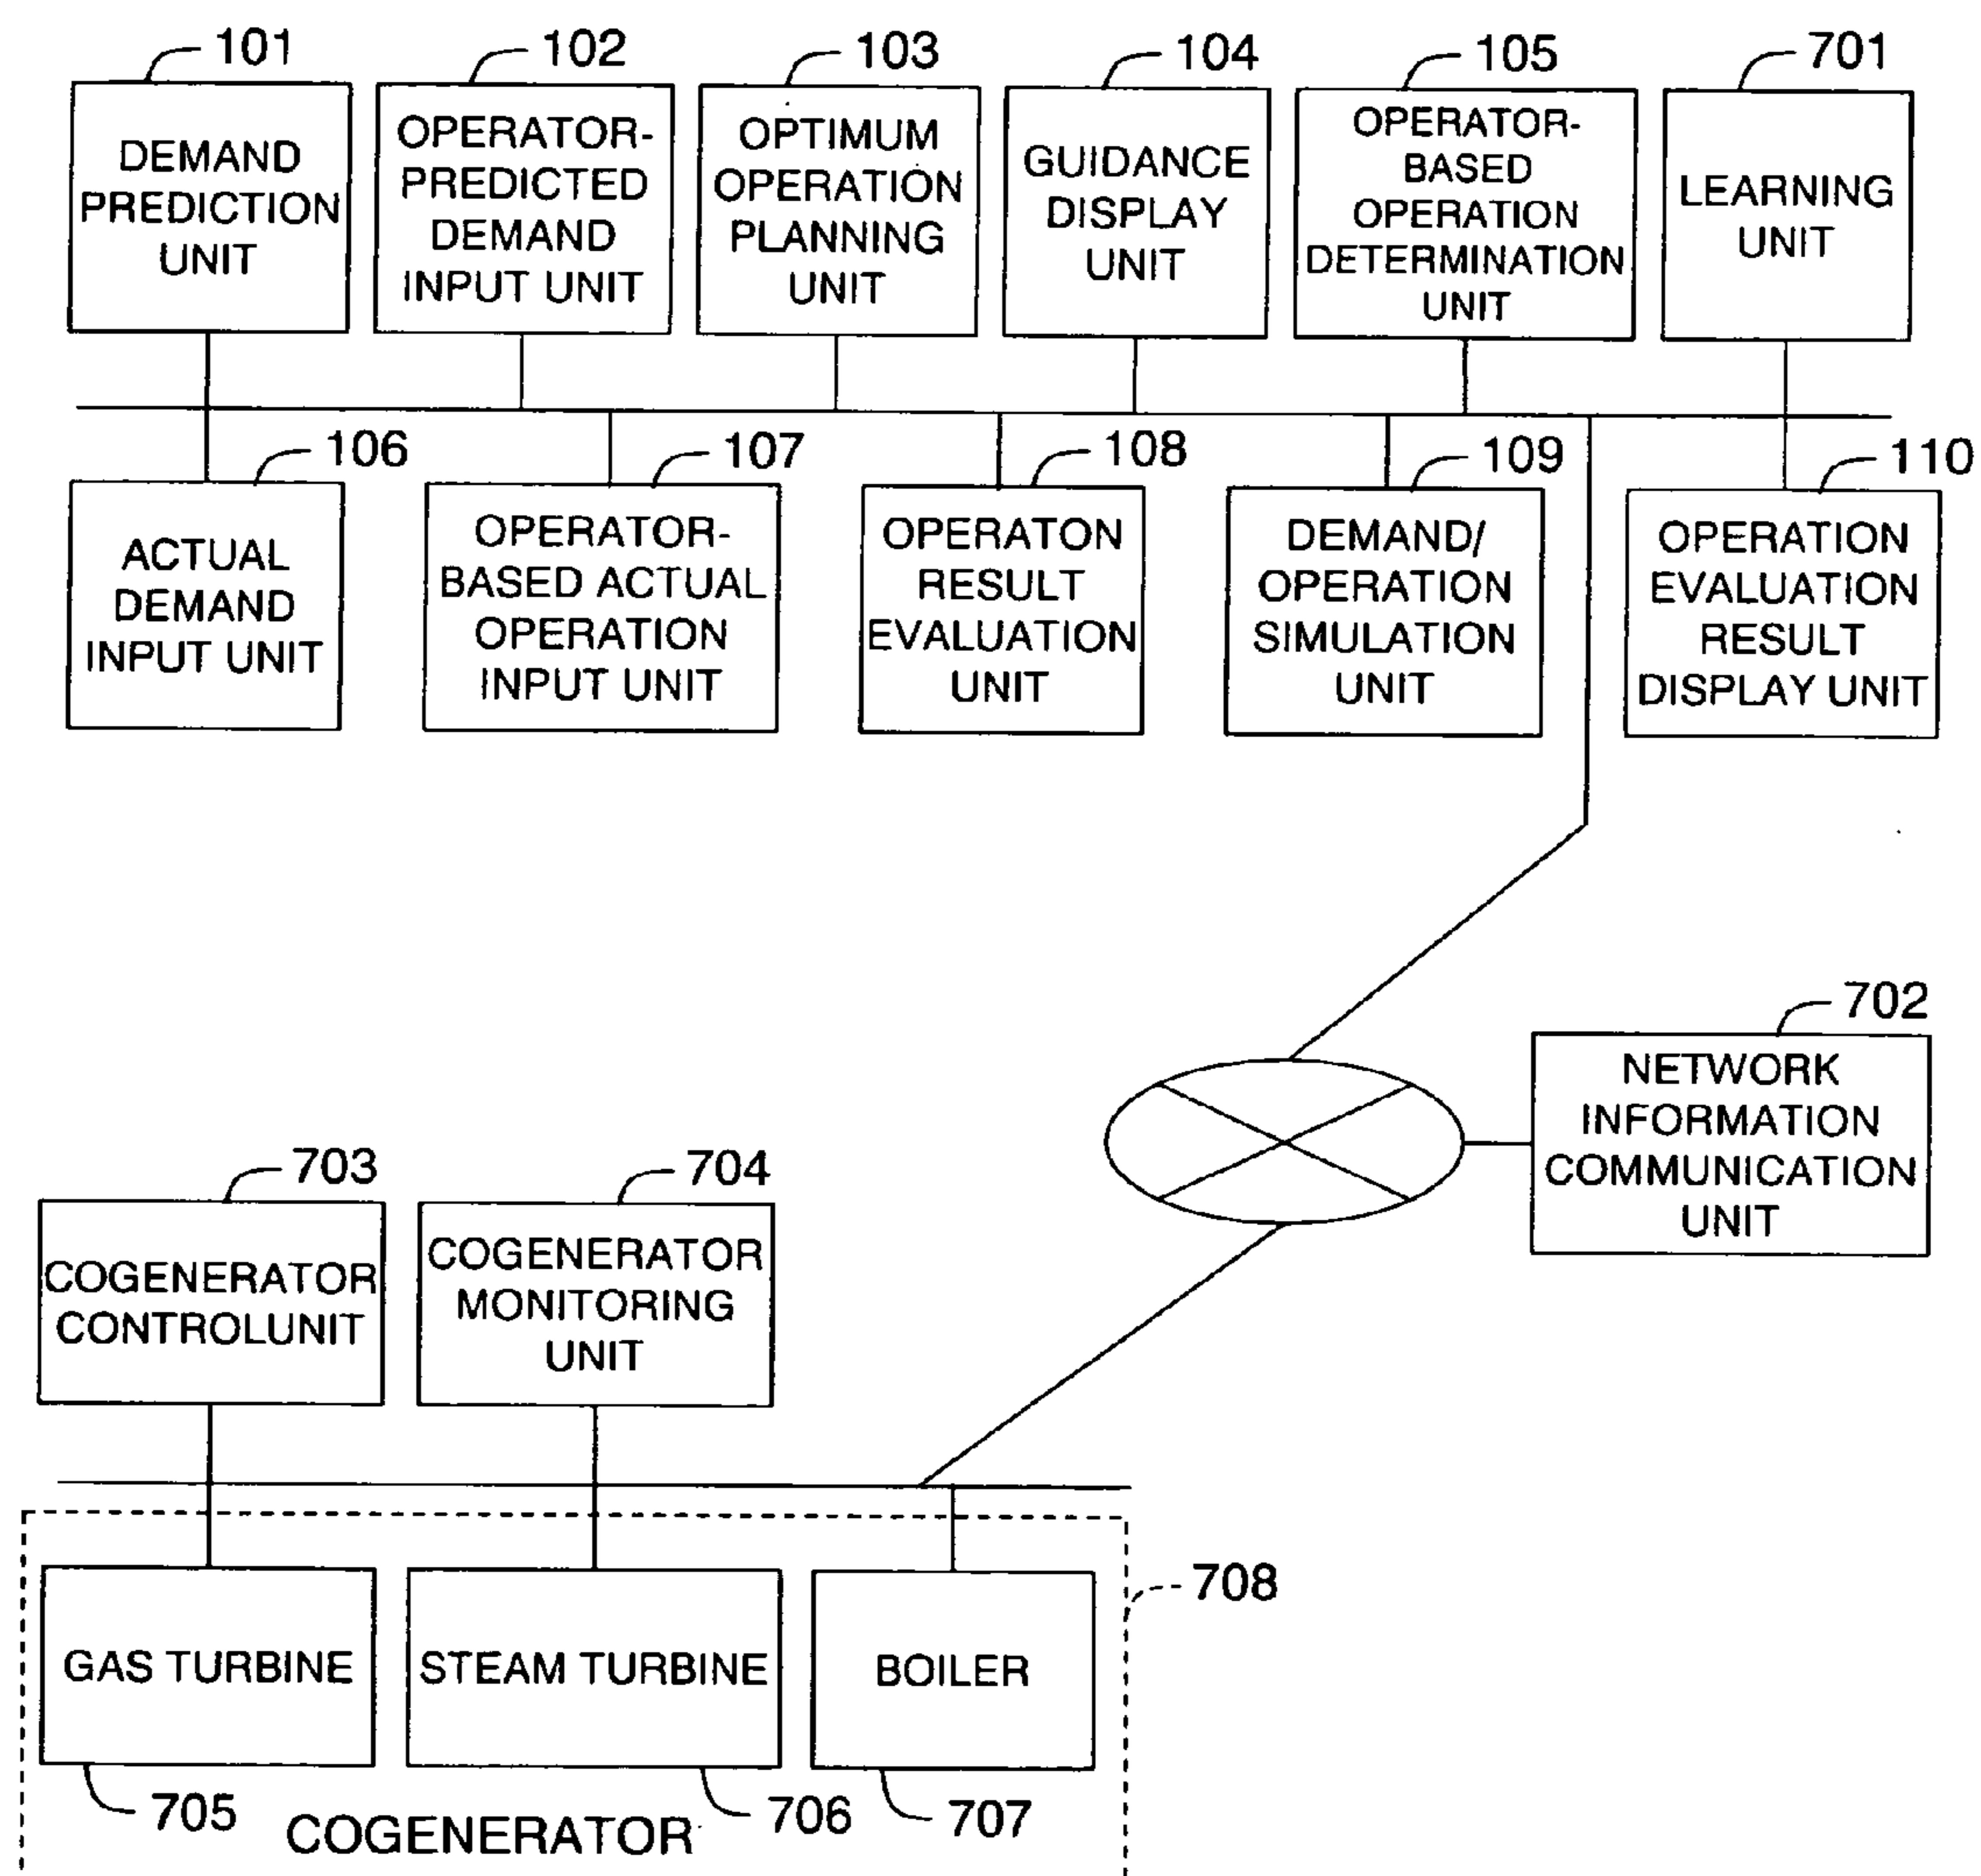 101
DEMAND
PREDICTION
UNIT
102
OPERATOR-
PREDICTED
DEMAND
INPUT UNIT
103
OPTIMUM
OPERATION
PLANNING
UNIT
104
GUIDANCE
DISPLAY
UNIT
105
OPERATOR-
BASED
OPERATION
DETERMINATION
UNIT
701
LEARNING
UNIT
106
ACTUAL
DEMAND
INPUT UNIT
107
OPERATOR-
BASED ACTUAL
OPERATION
INPUT UNIT
108
OPERATON
RESULT
EVALUATION
UNIT
109
DEMAND/
OPERATION
SIMULATION
UNIT
110
OPERATION
EVALUATION
RESULT
DISPLAY UNIT
702
NETWORK
INFORMATION
COMMUNICATION
UNIT
703
COGENERATOR
CONTROLUNIT
704
COGENERATOR
MONITORING
UNIT
708
GAS TURBINE
705
STEAM TURBINE
706
BOILER
707
COGENERATOR